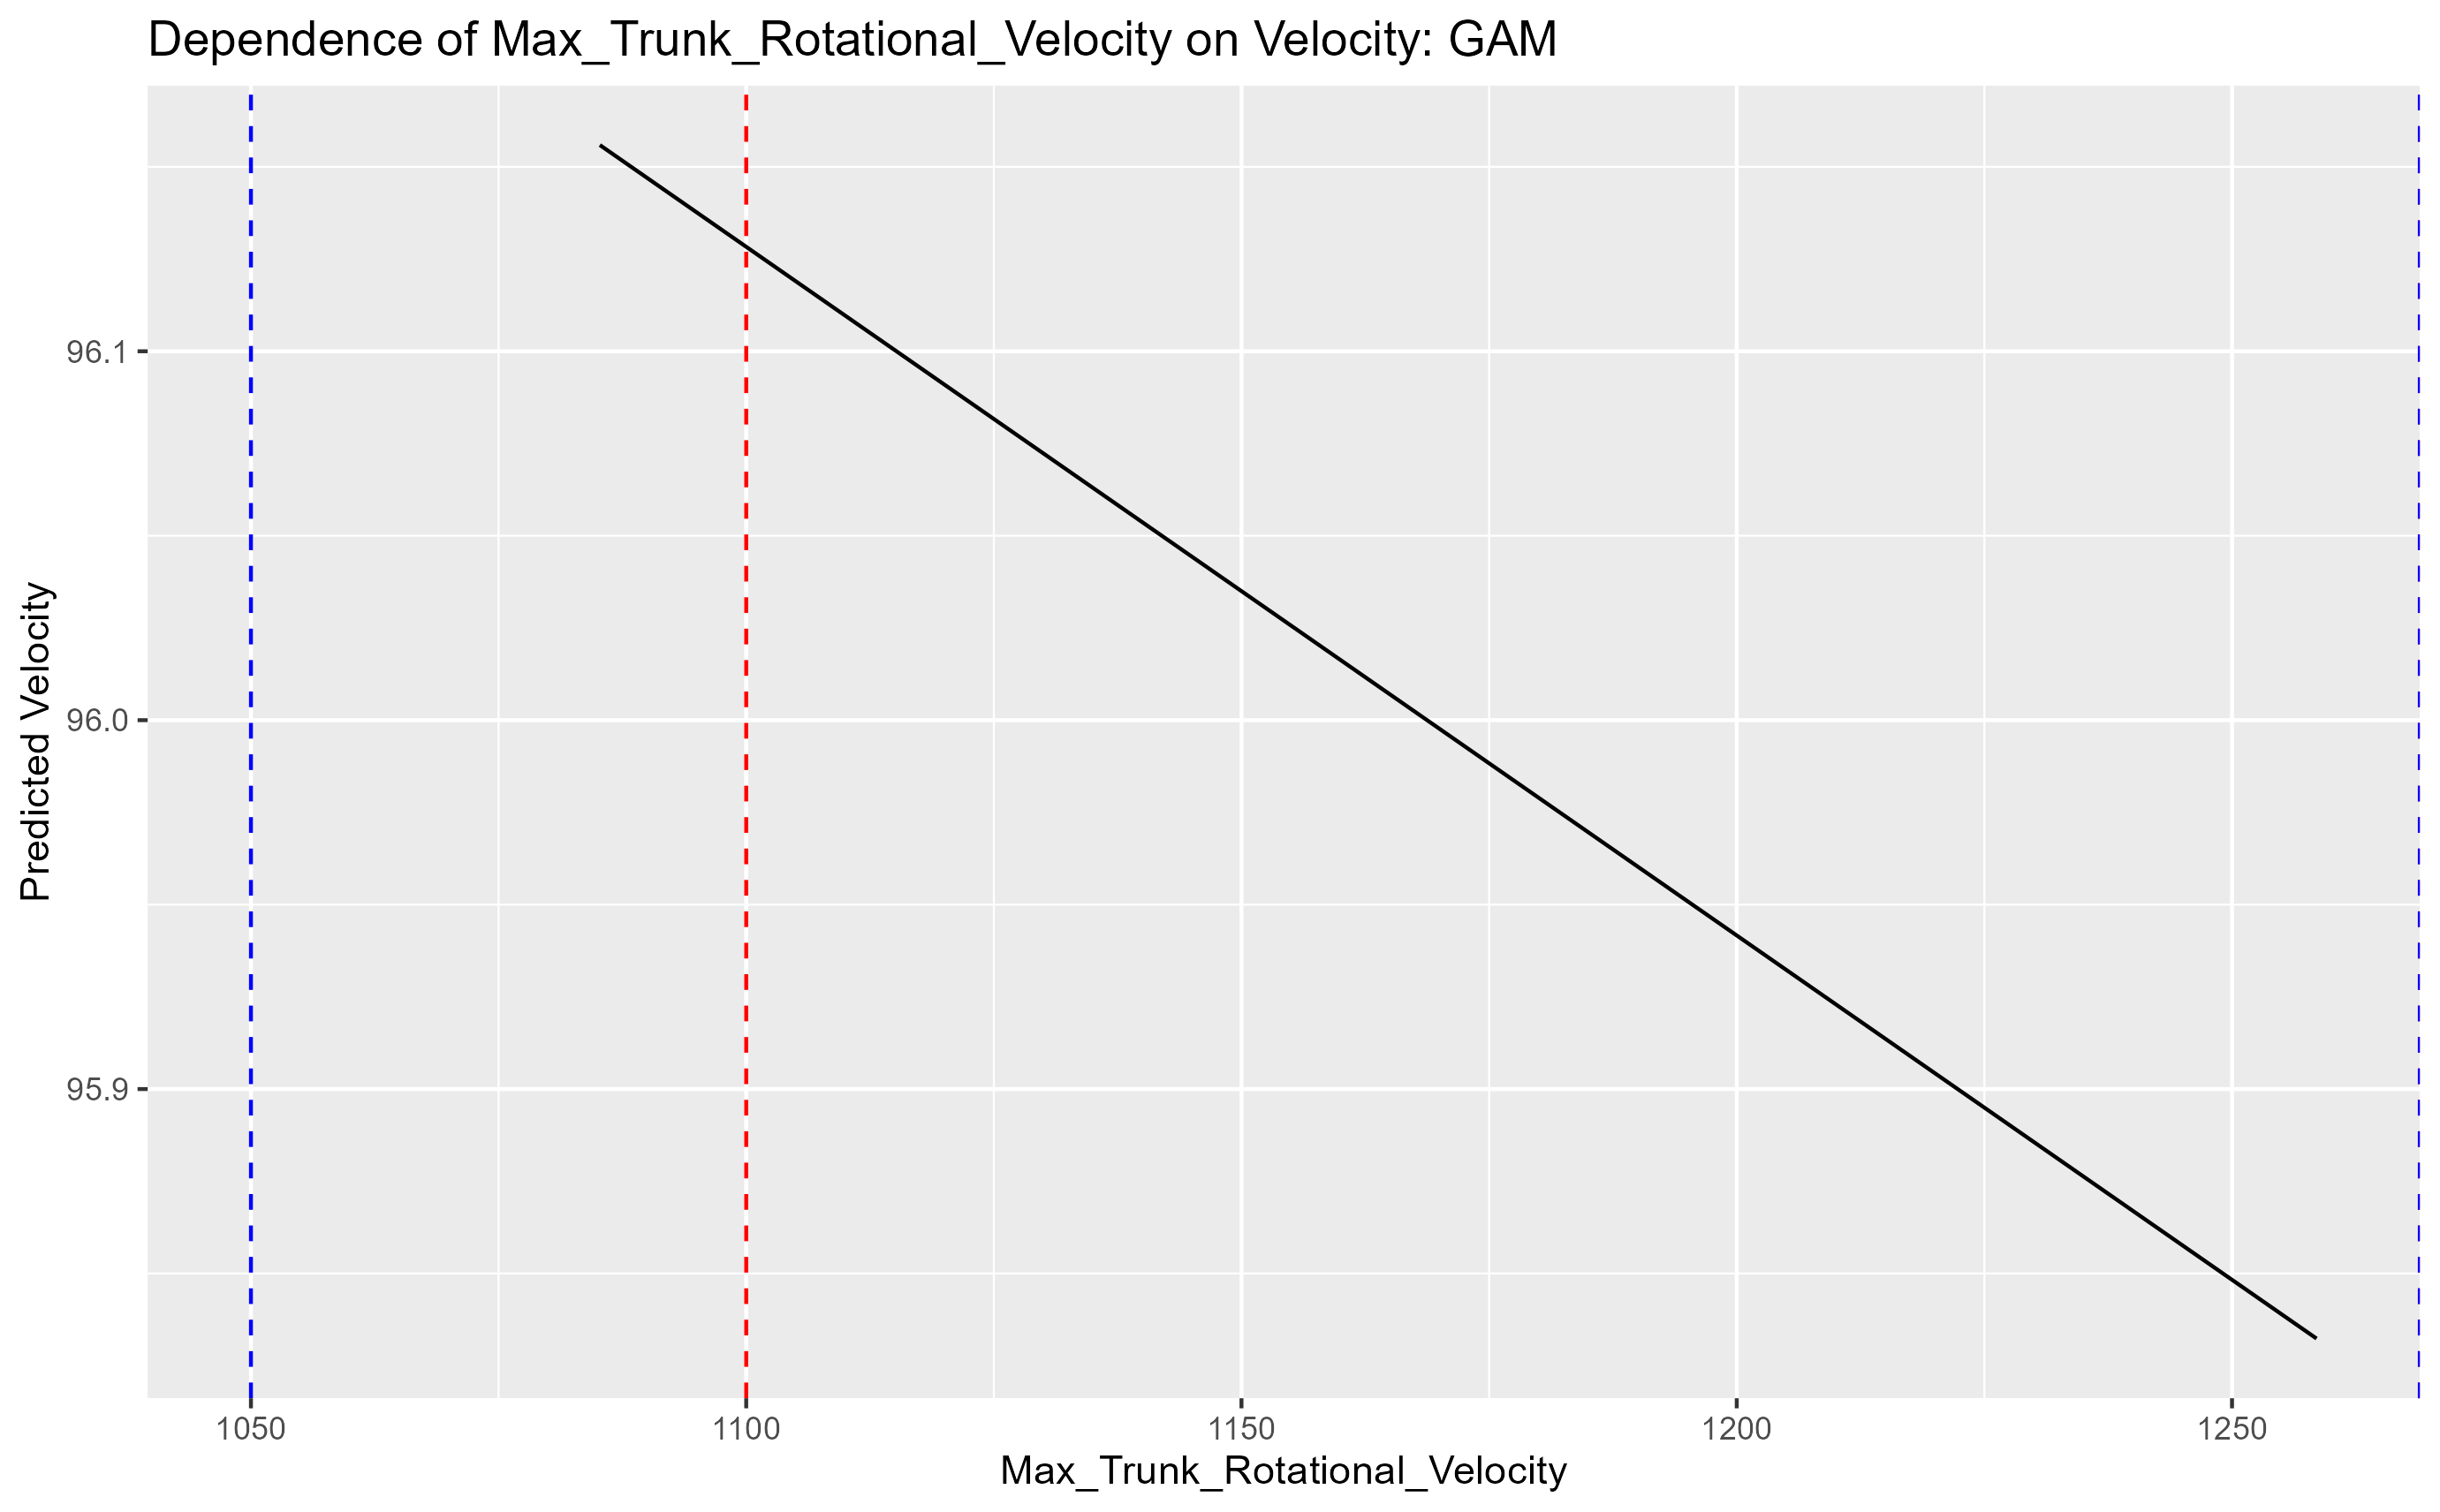 Dependence of Max_Trunk_Rotational_Velocity on Velocity: GAM
Predicted Velocity
96.1
96.0
95.9
1050 1100 1150 1200 1250
Max_Trunk_Rotational_Velocity